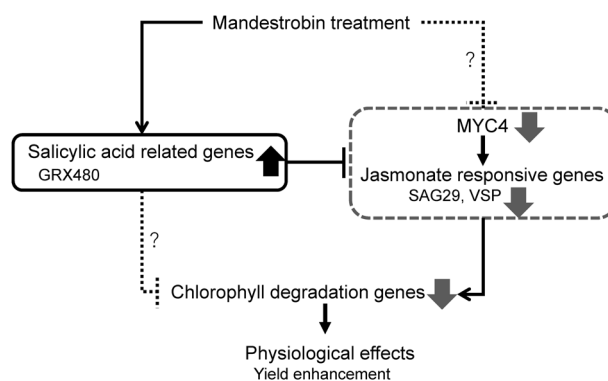 Mandestrobin treatment
?
MYC4
Salicylic acid related genes
GRX480
Jasmonate responsive genes
SAG29, VSP
?
Chlorophyll degradation genes
Physiological effects
Yield enhancement